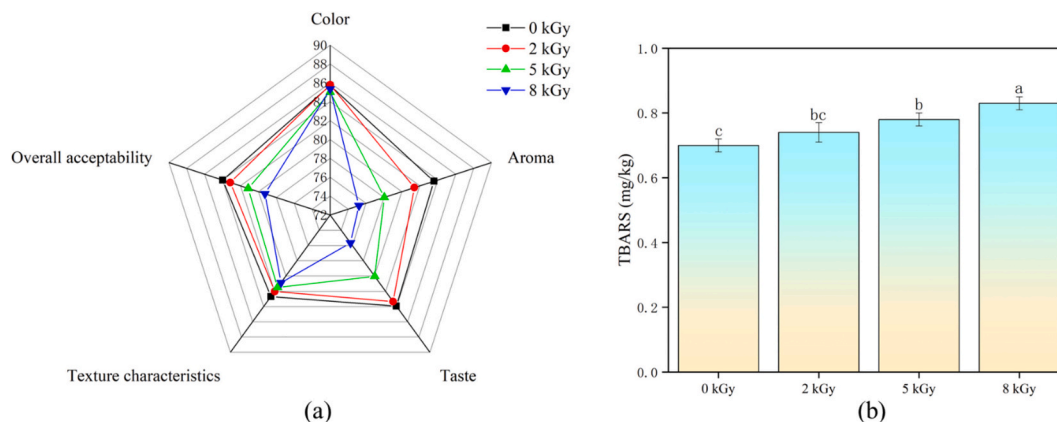 Color
90
88
86
84
82
80
78
76
74
72
0 kGy
2 kGy
5 kGy
8 kGy
Overall acceptability
Aroma
Texture characteristics
Taste
(a)
TBARS (mg/kg)
1. 0
0. 8
0. 6
0. 4
0. 2
0. 0
c
bc
b
a
0 kGy
2 kGy
5 kGy
8 kGy
(b)